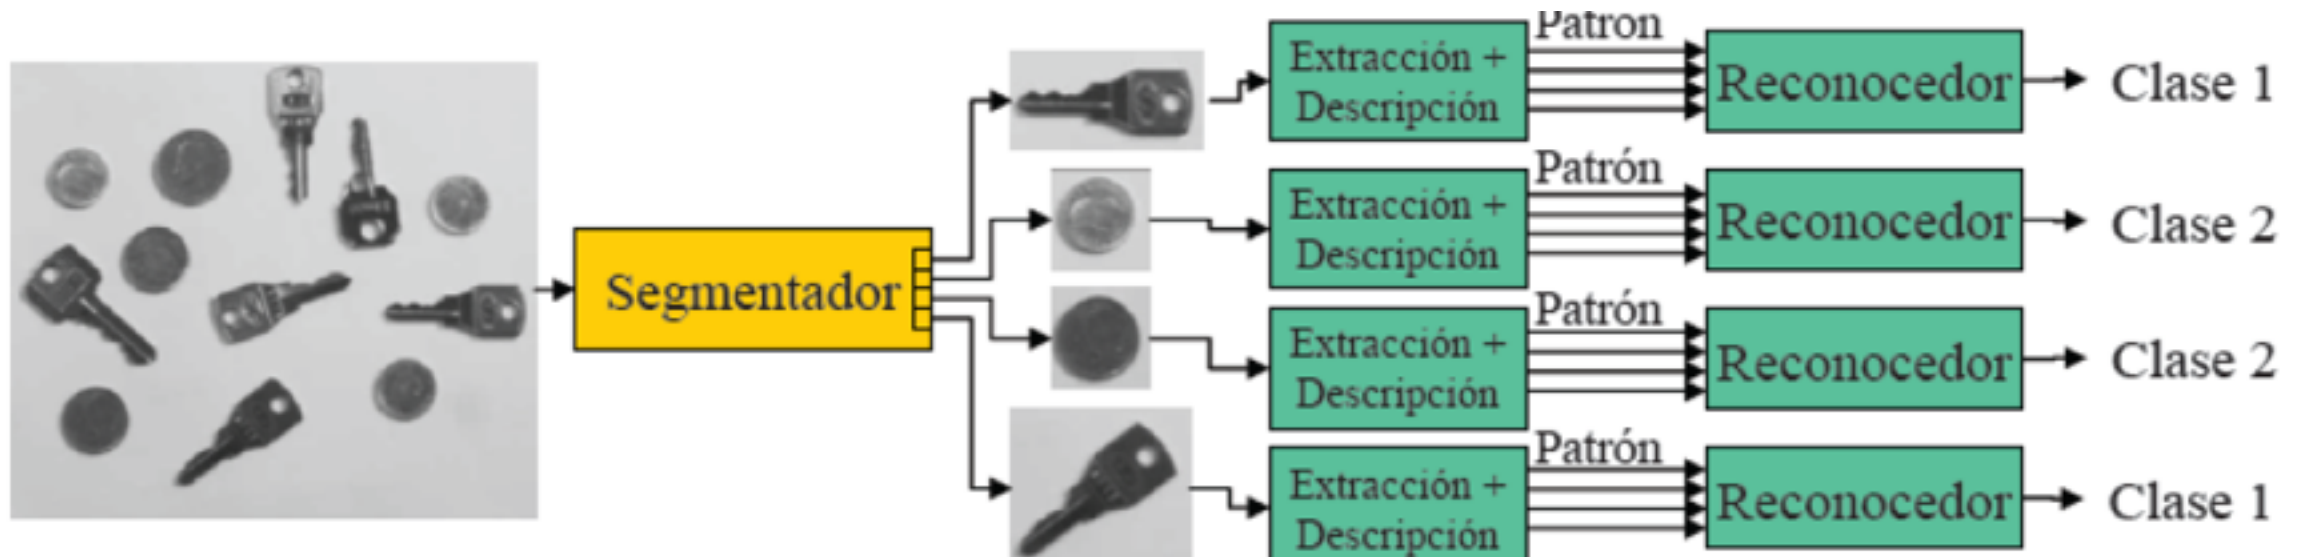 Segmentador
Patrón
Extracción +
Descripción
Reconocedor
Clase 1
Patrón
Extracción +
Descripción
Reconocedor
Clase 2
Patrón
Extracción +
Descripción
Reconocedor
Clase 2
Patrón
Extracción +
Descripción
Reconocedor
Clase 1